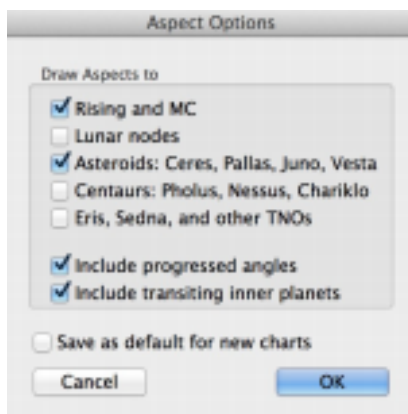 Aspect Options
Draw Aspects to
Rising and MC
Lunar nodes
Asteroids: Ceres, Pallas, Juno, Vesta
Centaurs: Pholus, Nessus, Chariklo
Eris, Sedna, and other TNOs
Include progressed angles
Include transiting inner planets
Save as default for new charts
Cancel OK